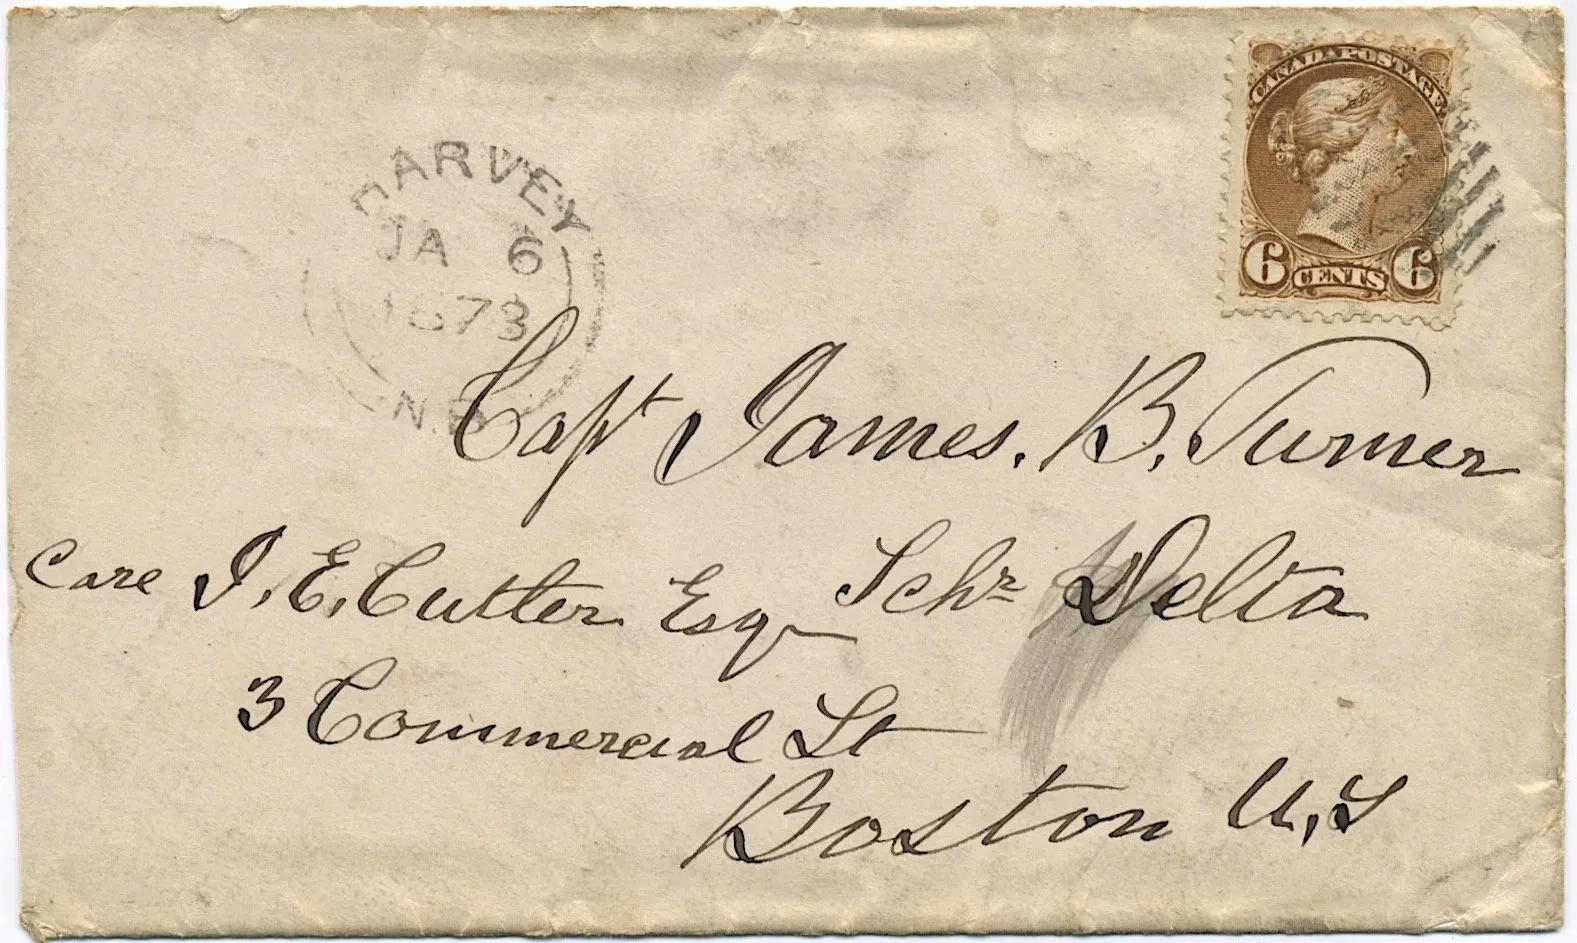 CANADA POSTAGE
6 CENTS 6
HARVEY
JA 6
1873
N.B.
Capt James. B. Turner
Schr Delta
Care J. E. Cutter Esq
3 Commercial St
Boston U.S